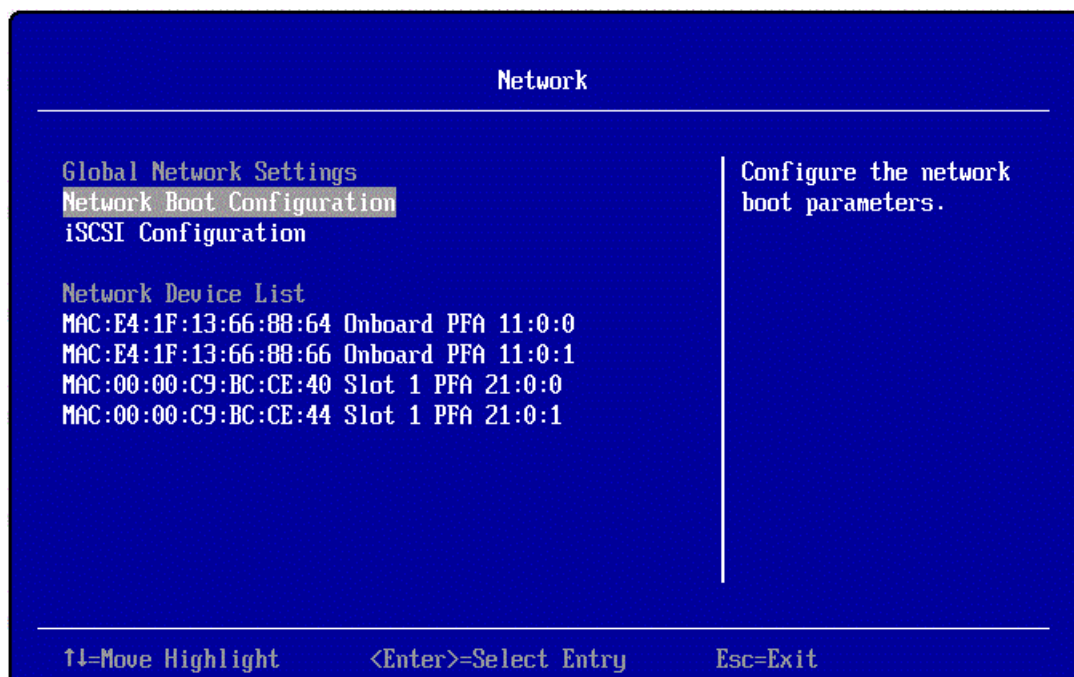 Network
Global Network Settings
Network Boot Configuration
iSCSI Configuration
Network Device List
MAC:E4:1F:13:66:88:64 Onboard PFA 11:0:0
MAC:E4:1F:13:66:88:66 Onboard PFA 11:0:1
MAC:00:00:C9:BC:CE:40 Slot 1 PFA 21:0:0
MAC:00:00:C9:BC:CE:44 Slot 1 PFA 21:0:1
Configure the network
boot parameters.
↑↓=Move Highlight <Enter>=Select Entry Esc=Exit